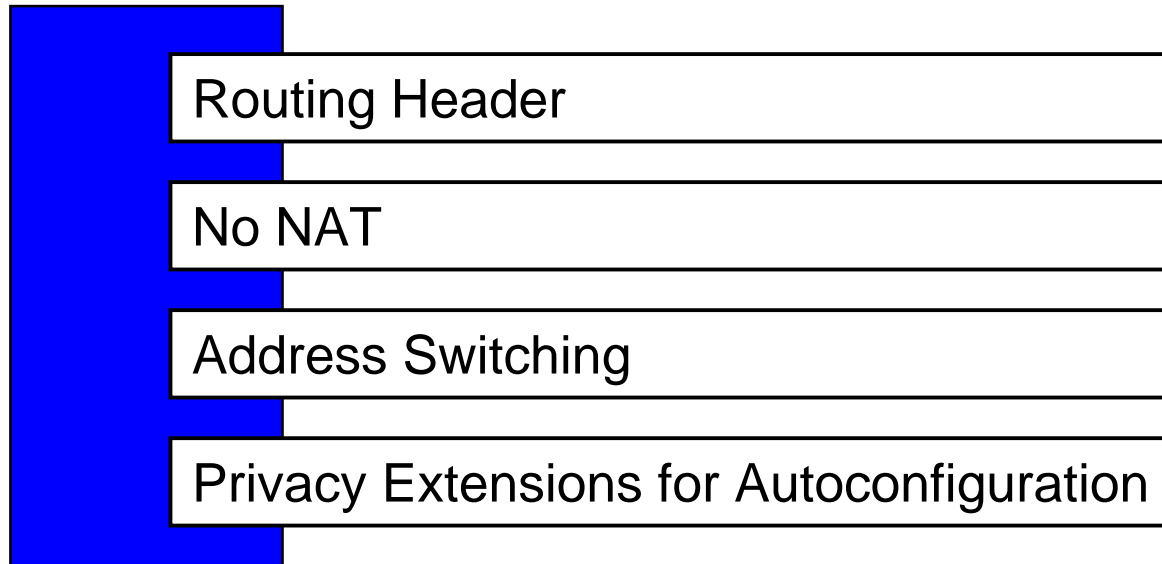 Routing Header
No NAT
Address Switching
Privacy Extensions for Autoconfiguration